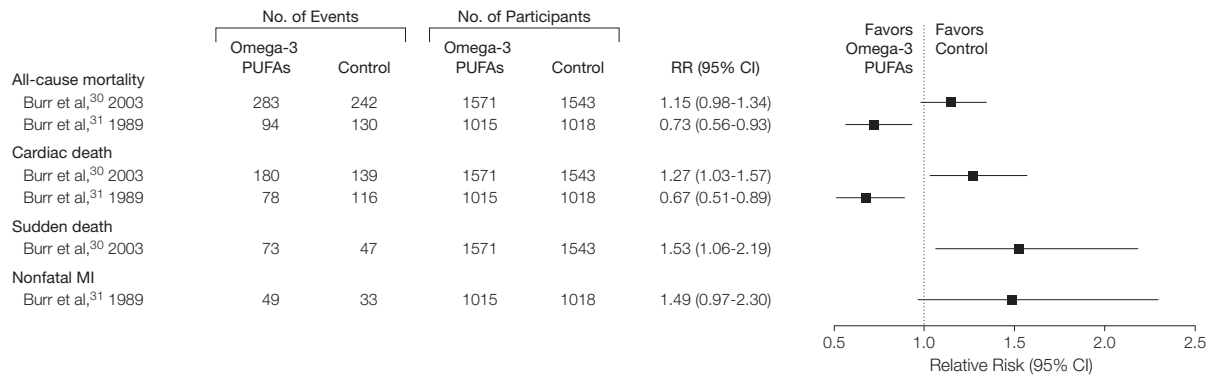 No. of Events No. of Participants
Omega-3 PUFAs Control Omega-3 PUFAs Control RR (95% CI) Favors Omega-3 PUFAs Favors Control
All-cause mortality
Burr et al,30 2003 283 242 1571 1543 1.15 (0.98-1.34)
Burr et al,31 1989 94 130 1015 1018 0.73 (0.56-0.93)
Cardiac death
Burr et al,30 2003 180 139 1571 1543 1.27 (1.03-1.57)
Burr et al,31 1989 78 116 1015 1018 0.67 (0.51-0.89)
Sudden death
Burr et al,30 2003 73 47 1571 1543 1.53 (1.06-2.19)
Nonfatal MI
Burr et al,31 1989 49 33 1015 1018 1.49 (0.97-2.30)
0.5 1.0 1.5 2.0 2.5
Relative Risk (95% CI)